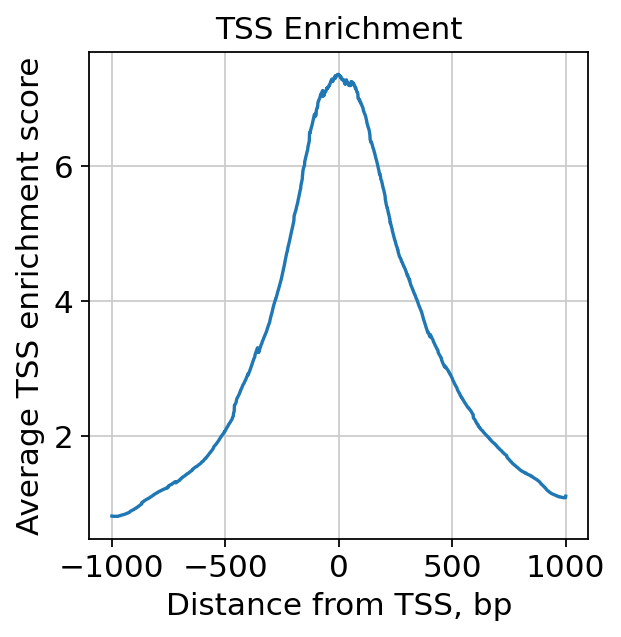 TSS Enrichment
Average TSS enrichment score
6
4
2
−1000 −500 0 500 1000
Distance from TSS, bp